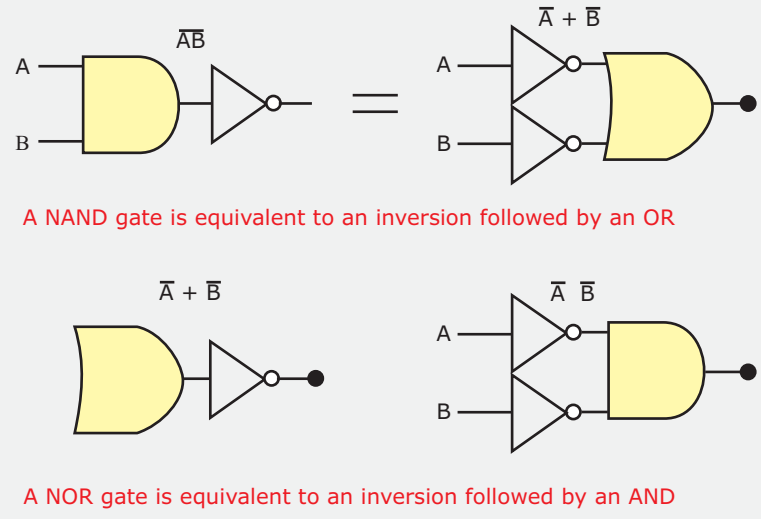 A̅B̅
A̅ + B̅
A
B
=
A
B
A NAND gate is equivalent to an inversion followed by an OR
A̅ + B̅
A̅ B̅
A
B
A NOR gate is equivalent to an inversion followed by an AND